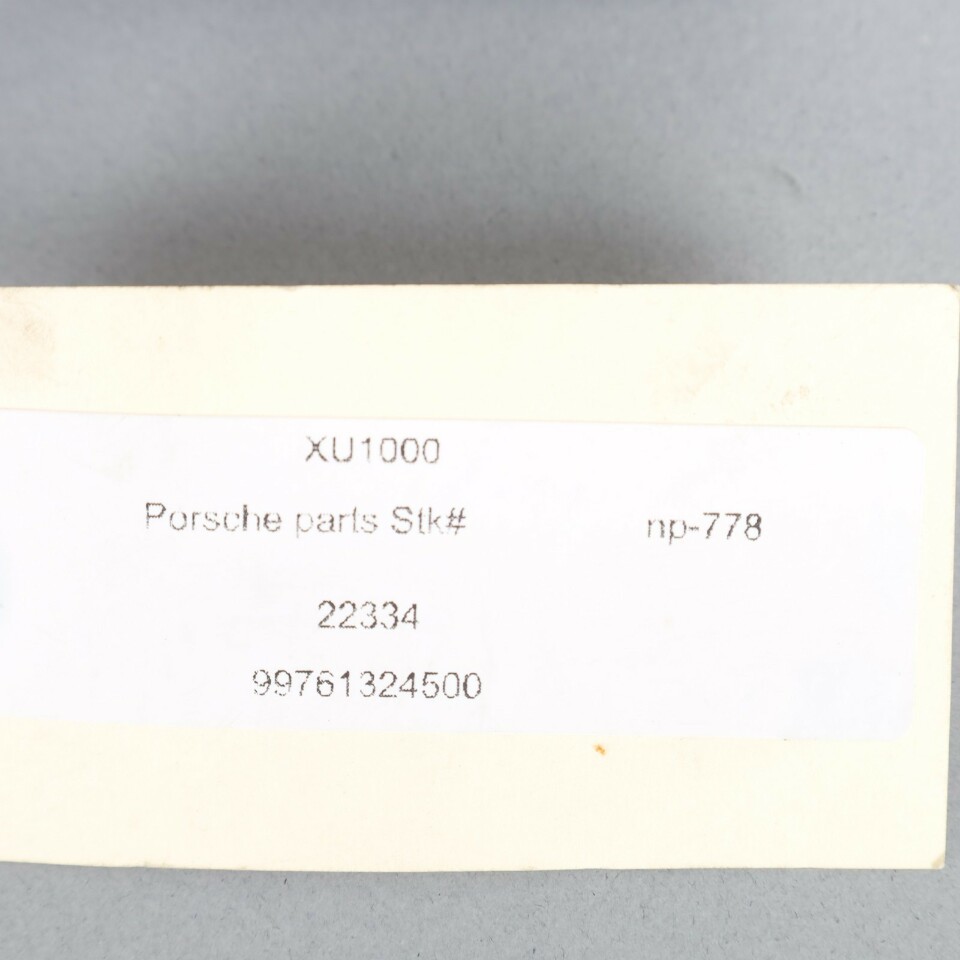 XU1000
Porsche parts Stk# np-778
22334
99761324500